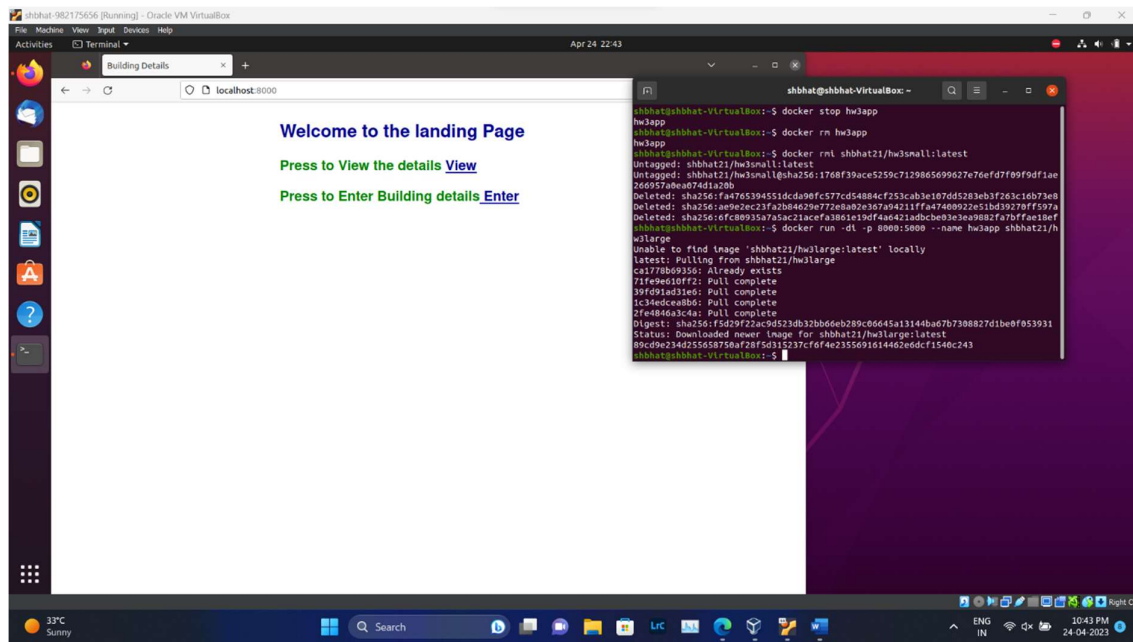 shbhat-982175656 [Running] - Oracle VM VirtualBox
File Machine View Input Devices Help
Activities Terminal Apr 24 22:43
Building Details × +
localhost:8000
Welcome to the landing Page
Press to View the details View
Press to Enter Building details Enter
shbhat@shbhat-VirtualBox: ~
shbhat@shbhat-VirtualBox:~$ docker stop hw3app
hw3app
shbhat@shbhat-VirtualBox:~$ docker rm hw3app
hw3app
shbhat@shbhat-VirtualBox:~$ docker rmi shbhat21/hw3small:latest
Untagged: shbhat21/hw3small:latest
Untagged: shbhat21/hw3small@sha256:1768f39ace5259c7129865699627e76efd7f09f9df1ae
266957a0ea074d1a20b
Deleted: sha256:fa4765394551dcda90fc577cd54884cf253cab3e107dd5283eb3f263c16b73e8
Deleted: sha256:ae9e2ec23fa2b84629e772e8a02e367a94211ffa47400922e51bd39270ff597a
Deleted: sha256:6fc80935a7a5ac21acefa3861e19df4a6421adbcbe03e3ea9882fa7bffae18ef
shbhat@shbhat-VirtualBox:~$ docker run -di -p 8000:5000 --name hw3app shbhat21/h
w3large
Unable to find image 'shbhat21/hw3large:latest' locally
latest: Pulling from shbhat21/hw3large
ca1778b69356: Already exists
71fe9e610ff2: Pull complete
39fd91ad31e6: Pull complete
1c34edcea8b6: Pull complete
2fe4846a3c4a: Pull complete
Digest: sha256:f5d29f22ac9d523db32bb66eb289c06645a13144ba67b7308827d1be0f053931
Status: Downloaded newer image for shbhat21/hw3large:latest
89cd9e234d255658750af28f5d315237cf6f4e2355691614462e6dcf1540c243
shbhat@shbhat-VirtualBox:~$
Right C
33°C
Sunny
Search
LrC
ENG
IN
10:43 PM
24-04-2023